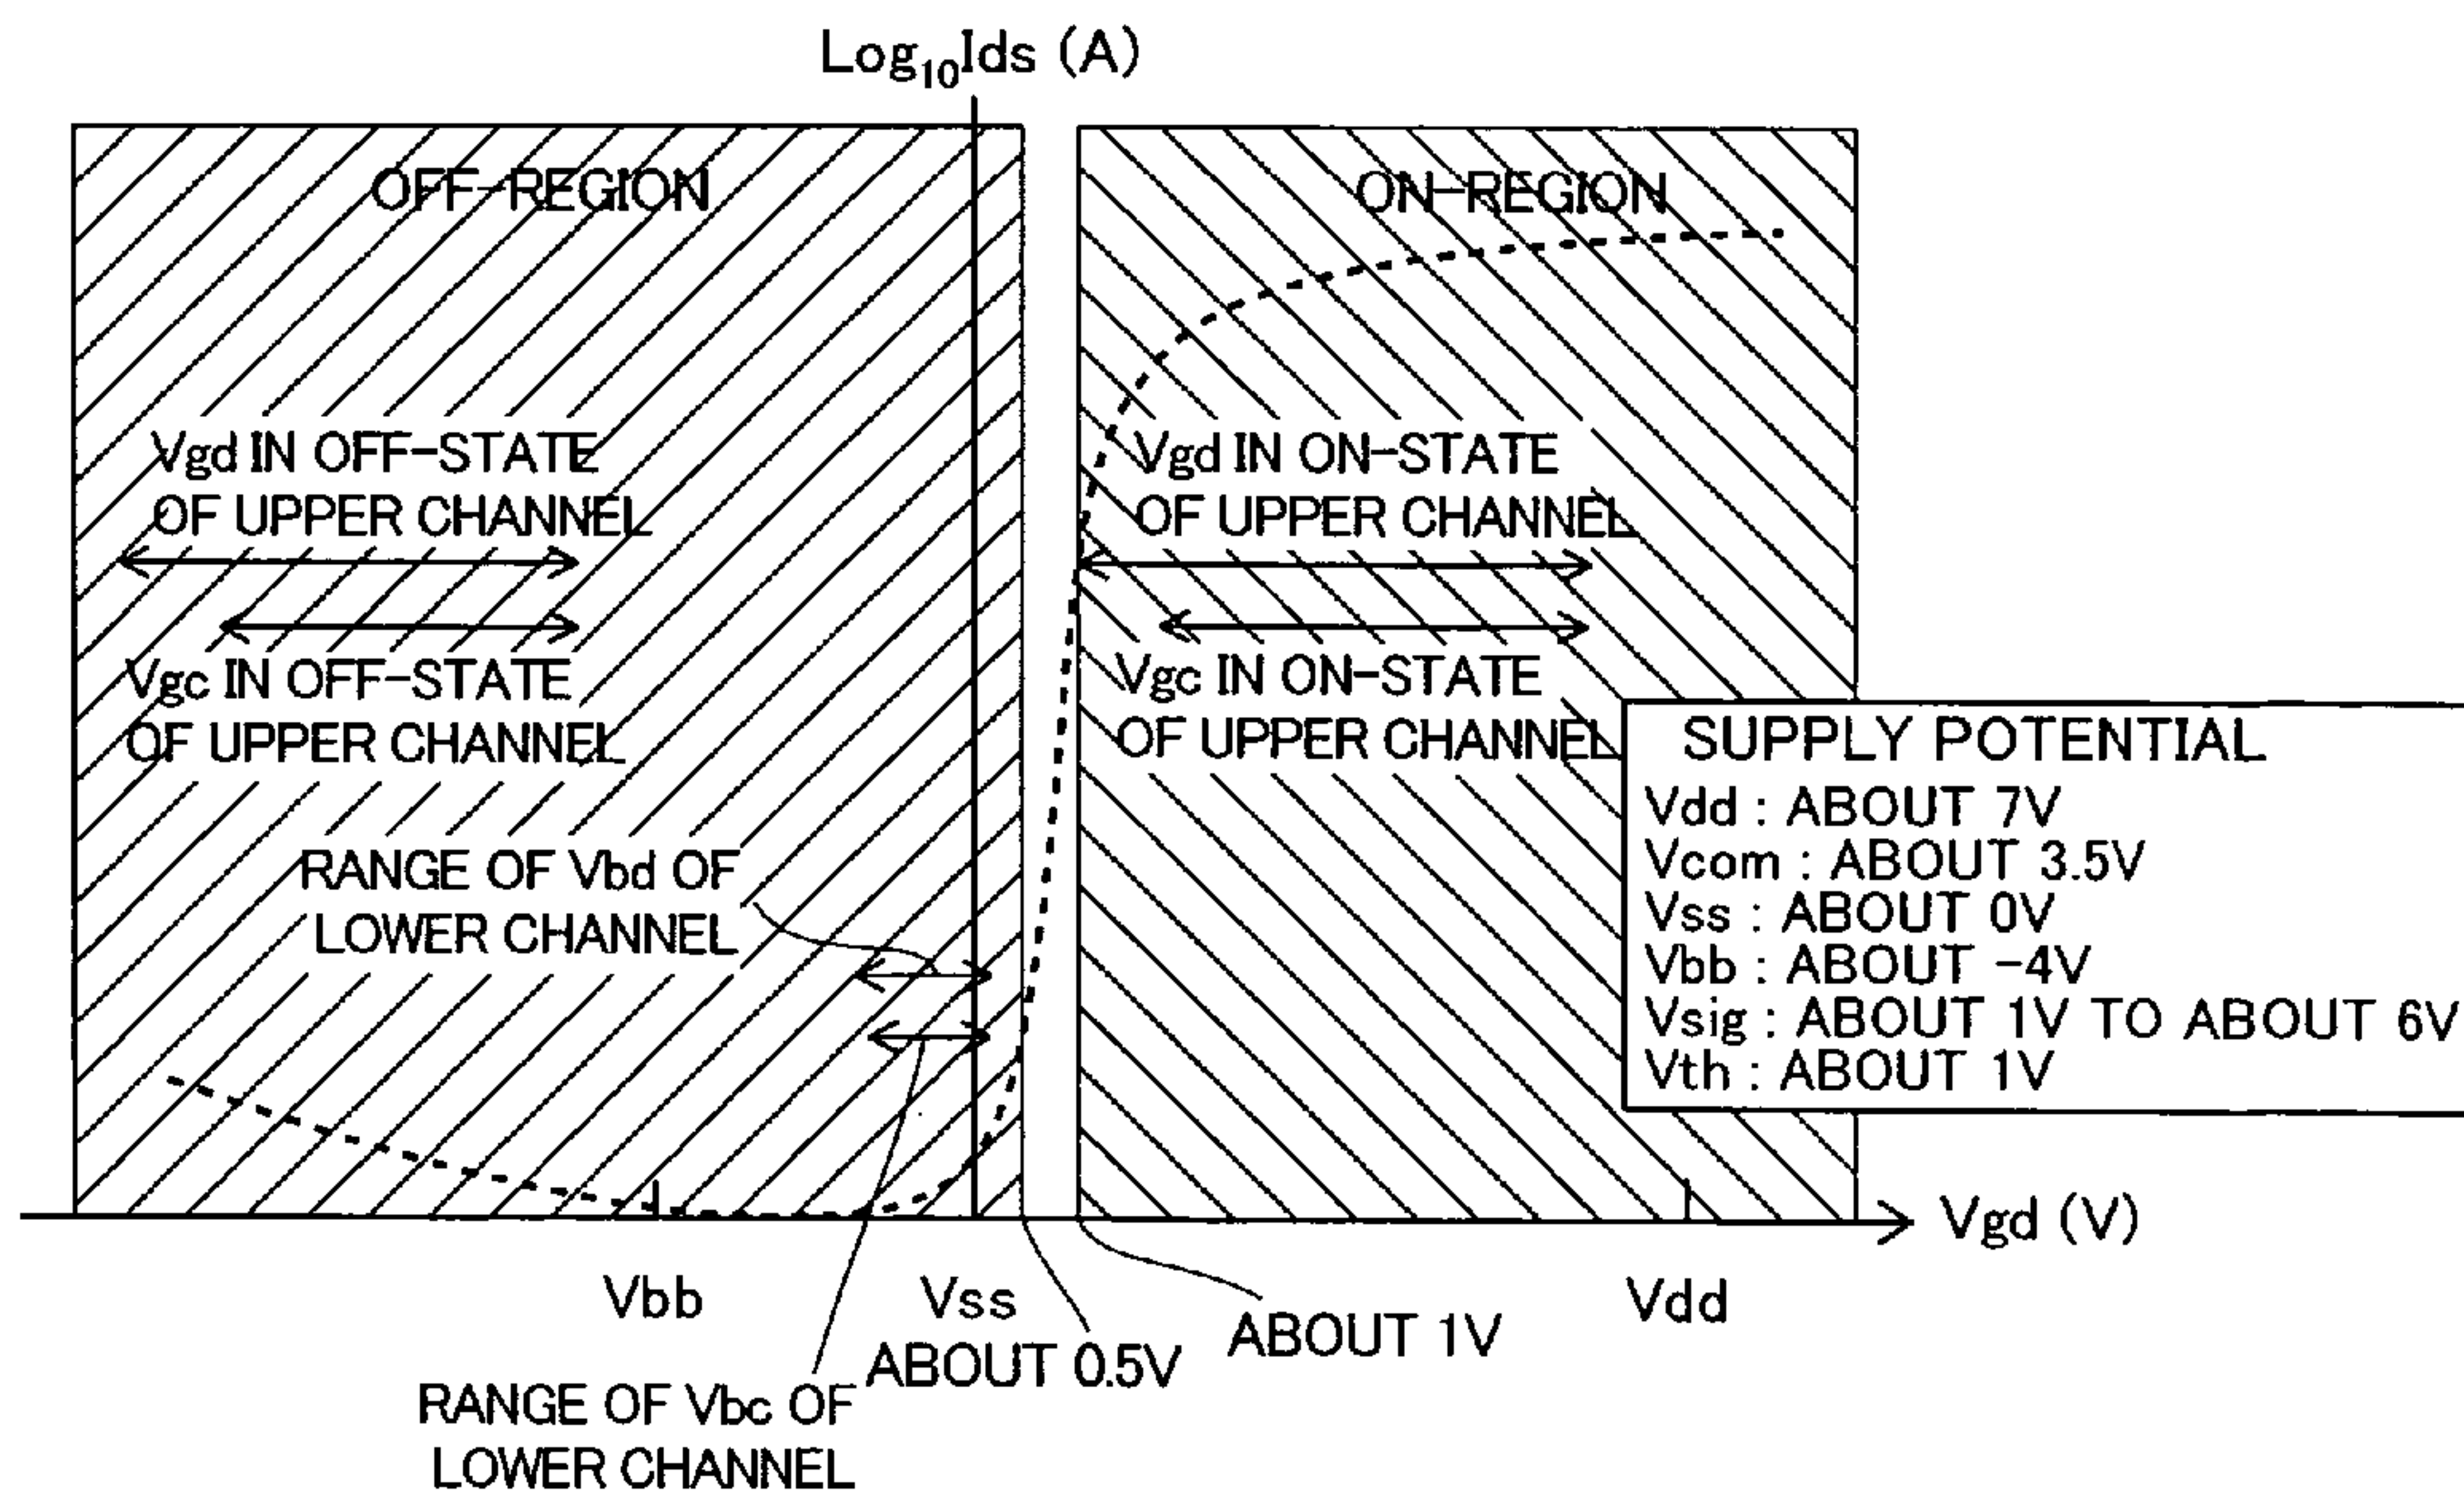 Log10Ids (A)
OFF-REGION
ON-REGION
Vgd IN OFF-STATE
OF UPPER CHANNEL
Vgd IN ON-STATE
OF UPPER CHANNEL
Vgc IN OFF-STATE
OF UPPER CHANNEL
Vgc IN ON-STATE
OF UPPER CHANNEL
SUPPLY POTENTIAL
Vdd : ABOUT 7V
Vcom : ABOUT 3.5V
Vss : ABOUT 0V
Vbb : ABOUT -4V
Vsig : ABOUT 1V TO ABOUT 6V
Vth : ABOUT 1V
RANGE OF Vbd OF
LOWER CHANNEL
Vgd (V)
Vbb
Vss
Vdd
ABOUT 0.5V
ABOUT 1V
RANGE OF Vbc OF
LOWER CHANNEL